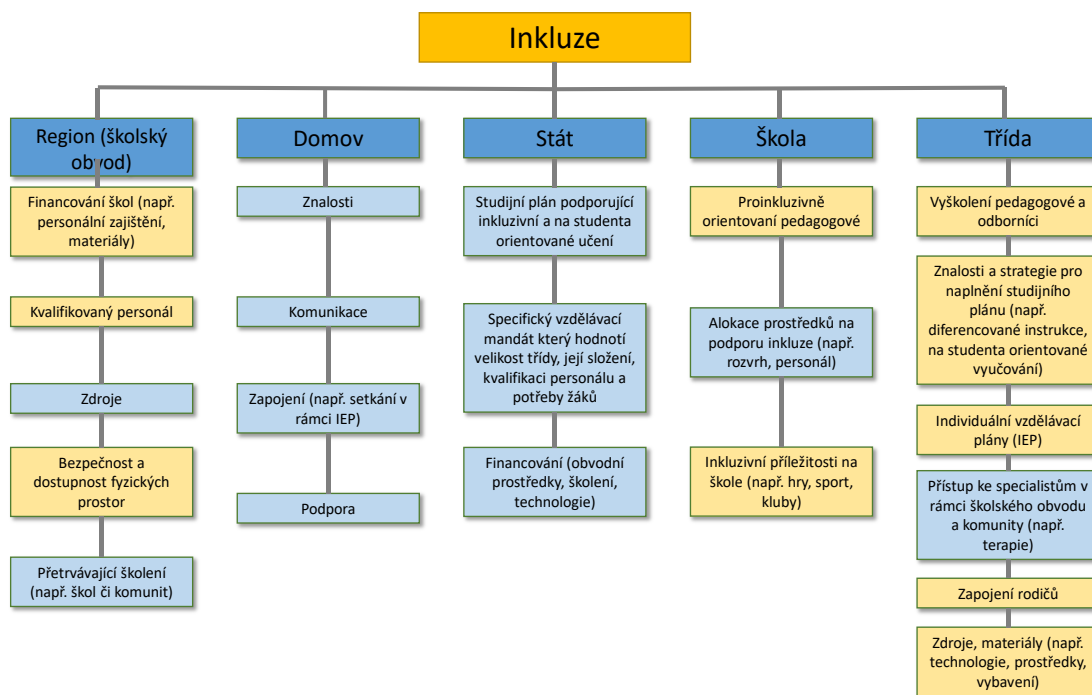 Inkluze
Region (školský
obvod)
Financování škol (např.
personální zajištění,
materiály)
Kvalifikovaný personál
Zdroje
Bezpečnost a
dostupnost fyzických
prostor
Přetrvávající školení
(např. škol či komunit)
Domov
Znalosti
Komunikace
Zapojení (např. setkání v
rámci IEP)
Podpora
Stát
Studijní plán podporující
inkluzivní a na studenta
orientované učení
Specifický vzdělávací
mandát který hodnotí
velikost třídy, její složení,
kvalifikaci personálu a
potřeby žáků
Financování (obvodní
prostředky, školení,
technologie)
Škola
Proinkluzivně
orientovaní pedagogové
Alokace prostředků na
podporu inkluze (např.
rozvrh, personál)
Inkluzivní příležitosti na
škole (např. hry, sport,
kluby)
Třída
Vyškolení pedagogové a
odborníci
Znalosti a strategie pro
naplnění studijního
plánu (např.
diferencované instrukce,
na studenta orientované
vyučování)
Individuální vzdělávací
plány (IEP)
Přístup ke specialistům v
rámci školského obvodu
a komunity (např.
terapie)
Zapojení rodičů
Zdroje, materiály (např.
technologie, prostředky,
vybavení)